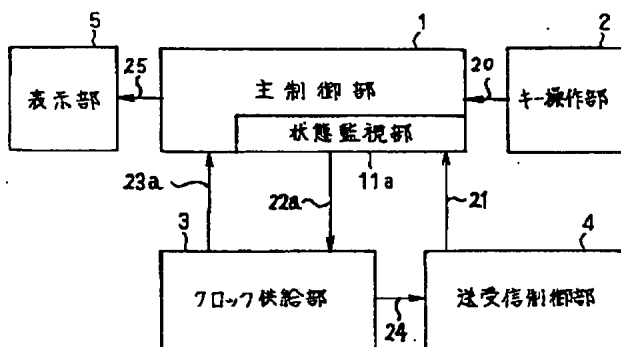 5
1
2
25
20
表示部
主制御部
キー操作部
状態監視部
23a
22a
11a
21
3
4
クロック供給部
送受信制御部
24